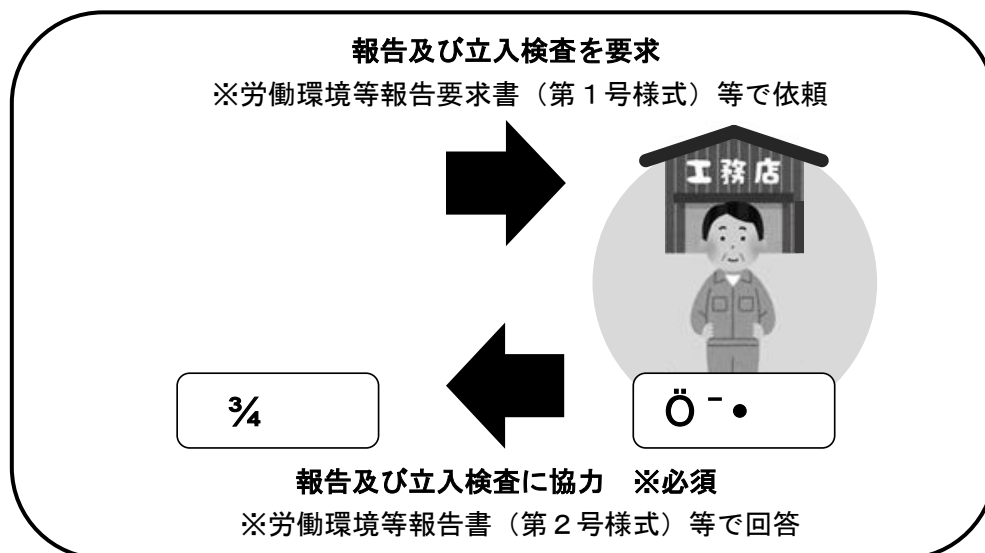 報告及び立入検査を要求
※労働環境等報告要求書（第１号様式）等で依頼
工務店
¾
Ö¯•
報告及び立入検査に協力　※必須
※労働環境等報告書（第２号様式）等で回答